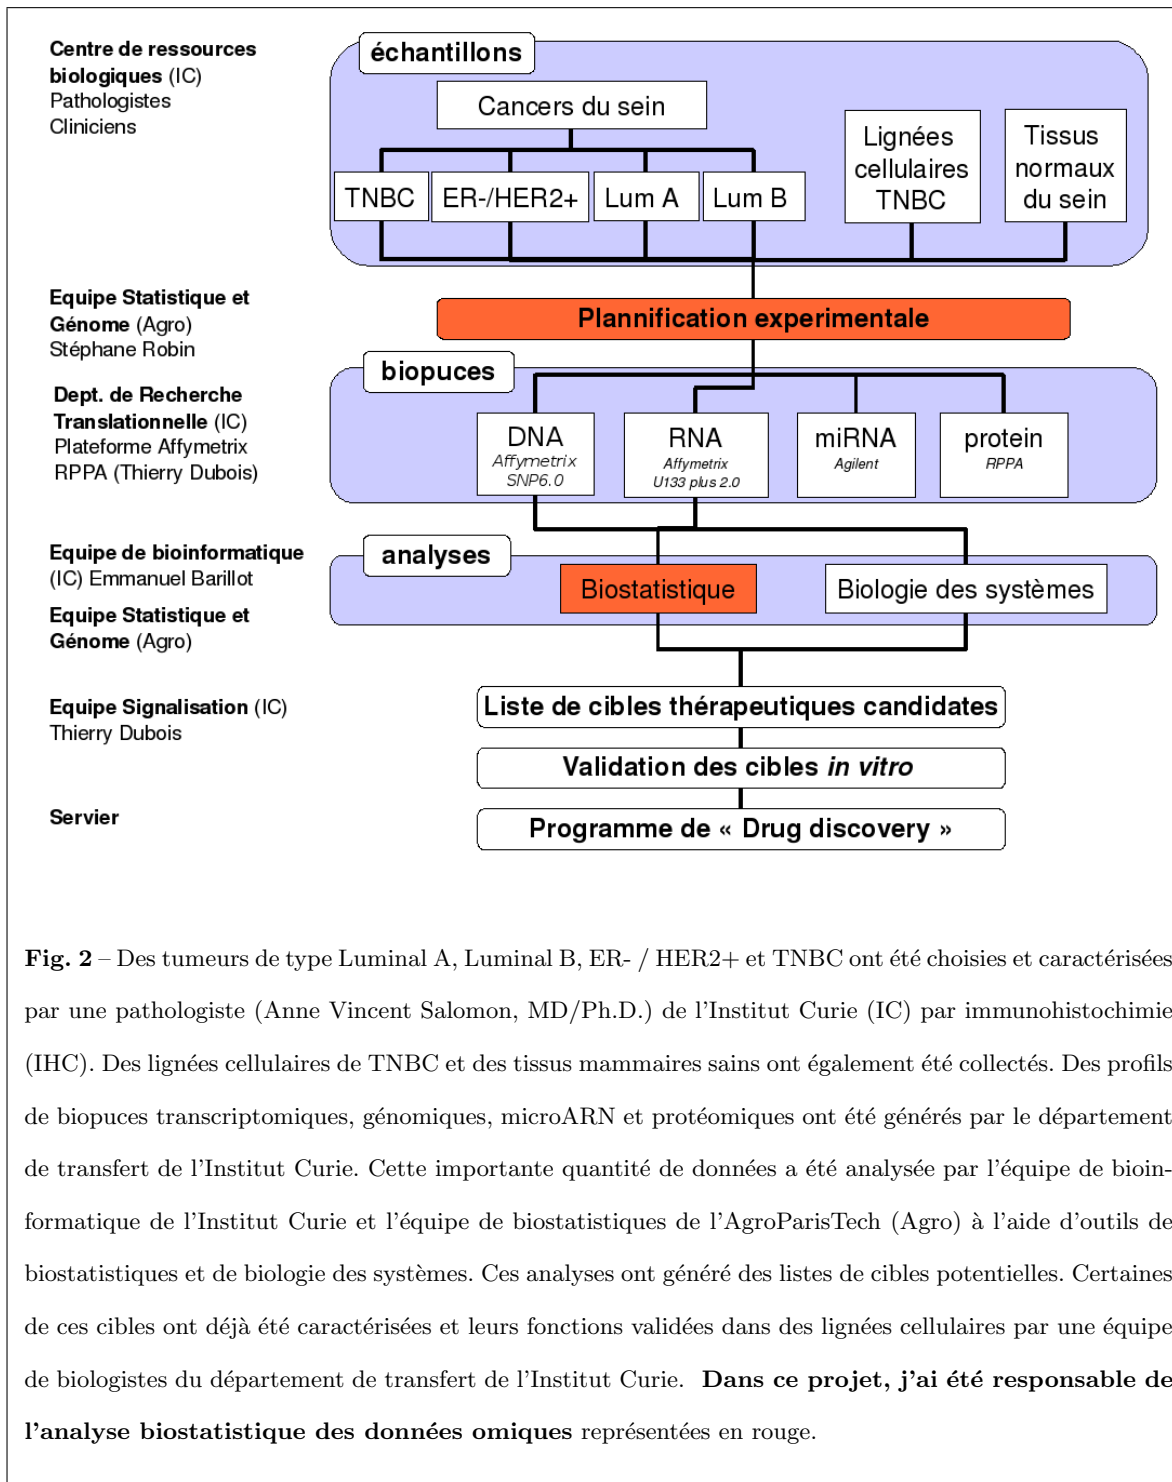 Centre de ressources
biologiques (IC)
Pathologistes
Cliniciens
échantillons
Cancers du sein
TNBC
ER-/HER2+
Lum A
Lum B
Lignées
cellulaires
TNBC
Tissus
normaux
du sein
Equipe Statistique et
Génome (Agro)
Stéphane Robin
Plannification experimentale
Dept. de Recherche
Translationnelle (IC)
Plateforme Affymetrix
RPPA (Thierry Dubois)
biopuces
DNA
Affymetrix
SNP6.0
RNA
Affymetrix
U133 plus 2.0
miRNA
Agilent
protein
RPPA
Equipe de bioinformatique
(IC) Emmanuel Barillot
Equipe Statistique et
Génome (Agro)
analyses
Biostatistique
Biologie des systèmes
Equipe Signalisation (IC)
Thierry Dubois
Liste de cibles thérapeutiques candidates
Validation des cibles in vitro
Servier
Programme de « Drug discovery »
Fig. 2 – Des tumeurs de type Luminal A, Luminal B, ER- / HER2+ et TNBC ont été choisies et caractérisées
par une pathologiste (Anne Vincent Salomon, MD/Ph.D.) de l'Institut Curie (IC) par immunohistochimie
(IHC). Des lignées cellulaires de TNBC et des tissus mammaires sains ont également été collectés. Des profils
de biopuces transcriptomiques, génomiques, microARN et protéomiques ont été générés par le département
de transfert de l'Institut Curie. Cette importante quantité de données a été analysée par l'équipe de bioin-
formatique de l'Institut Curie et l'équipe de biostatistiques de l'AgroParisTech (Agro) à l'aide d'outils de
biostatistiques et de biologie des systèmes. Ces analyses ont généré des listes de cibles potentielles. Certaines
de ces cibles ont déjà été caractérisées et leurs fonctions validées dans des lignées cellulaires par une équipe
de biologistes du département de transfert de l'Institut Curie. Dans ce projet, j'ai été responsable de
l'analyse biostatistique des données omiques représentées en rouge.